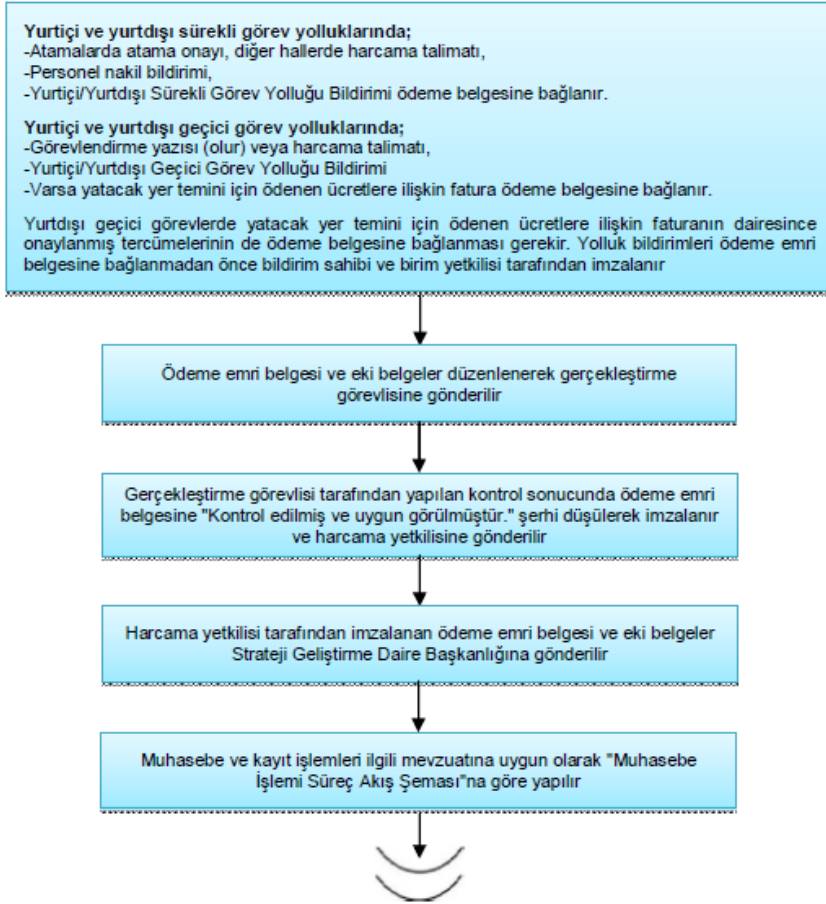 Yurtiçi ve yurtdışı sürekli görev yolluklarında;
-Atamalarda atama onayı, diğer hallerde harcama talimatı,
-Personel nakil bildirimi,
-Yurtiçi/Yurtdışı Sürekli Görev Yolluğu Bildirimi ödeme belgesine bağlanır.
Yurtiçi ve yurtdışı geçici görev yolluklarında;
-Görevlendirme yazısı (olur) veya harcama talimatı,
-Yurtiçi/Yurtdışı Geçici Görev Yolluğu Bildirimi
-Varsa yatacak yer temini için ödenen ücretlere ilişkin fatura ödeme belgesine bağlanır.
Yurtdışı geçici görevlerde yatacak yer temini için ödenen ücretlere ilişkin faturanın dairesince
onaylanmış tercümelerinin de ödeme belgesine bağlanması gerekir. Yolluk bildirimleri ödeme emri
belgesine bağlanmadan önce bildirim sahibi ve birim yetkilisi tarafından imzalanır
Ödeme emri belgesi ve eki belgeler düzenlenerek gerçekleştirme
görevlisine gönderilir
Gerçekleştirme görevlisi tarafından yapılan kontrol sonucunda ödeme emri
belgesine "Kontrol edilmiş ve uygun görülmüştür." şerhi düşülerek imzalanır
ve harcama yetkilisine gönderilir
Harcama yetkilisi tarafından imzalanan ödeme emri belgesi ve eki belgeler
Strateji Geliştirme Daire Başkanlığına gönderilir
Muhasebe ve kayıt işlemleri ilgili mevzuatına uygun olarak "Muhasebe
İşlemi Süreç Akış Şeması"na göre yapılır